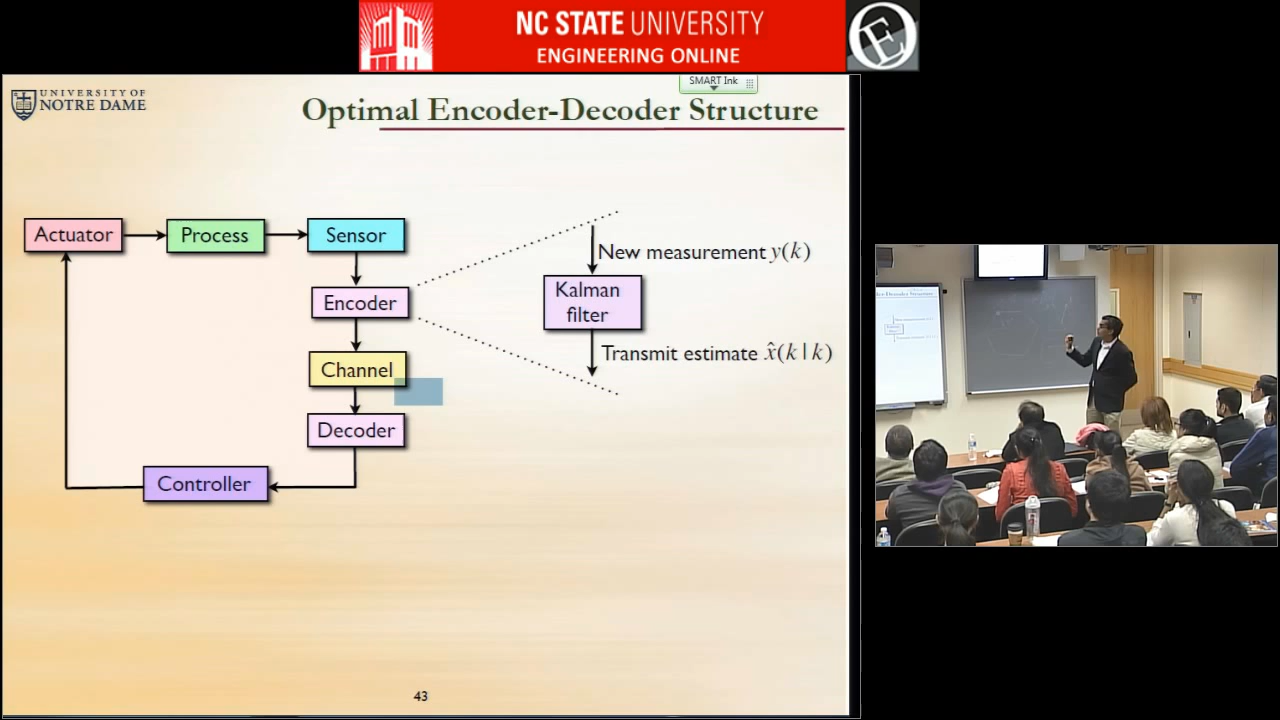 NC STATE UNIVERSITY
ENGINEERING ONLINE
SMART Ink
UNIVERSITY OF
NOTRE DAME
Optimal Encoder-Decoder Structure
Actuator
Process
Sensor
Encoder
Channel
Decoder
Controller
New measurement y(k)
Kalman
filter
Transmit estimate x̂(k|k)
43